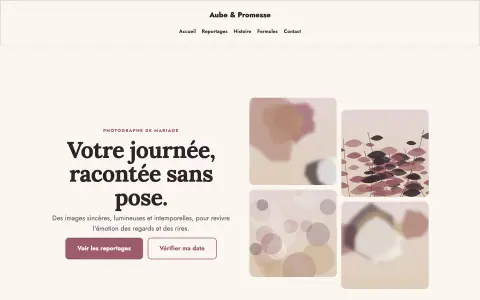 Aube & Promesse
Accueil Reportages Histoire Formules Contact
PHOTOGRAPHE DE MARIAGE
Votre journée,
racontée sans
pose.
Des images sincères, lumineuses et intemporelles, pour revivre
l'émotion des regards et des rires.
Voir les reportages Vérifier ma date